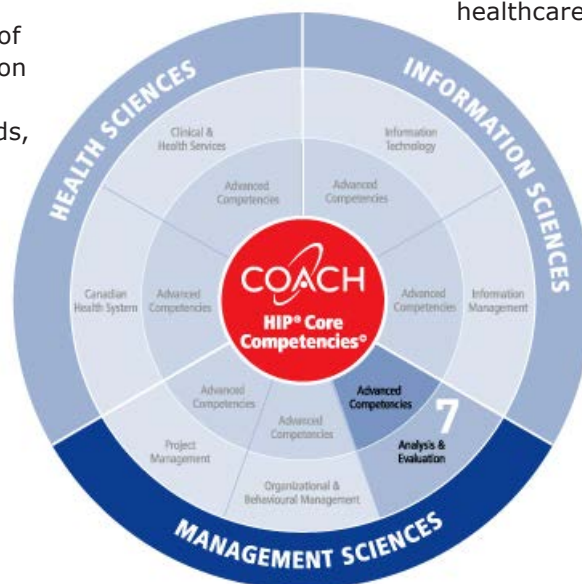 of
on
ds,
healthcare
HEALTH SCIENCES
INFORMATION SCIENCES
Clinical &
Health Services
Information
Technology
Advanced
Competencies
Advanced
Competencies
Canadian
Health System
Advanced
Competencies
COACH
HIP® Core
Competencies©
Advanced
Competencies
Information
Management
Advanced
Competencies
Advanced
Competencies
Advanced
Competencies
7
Analysis &
Evaluation
Project
Management
Organizational &
Behavioural Management
MANAGEMENT SCIENCES